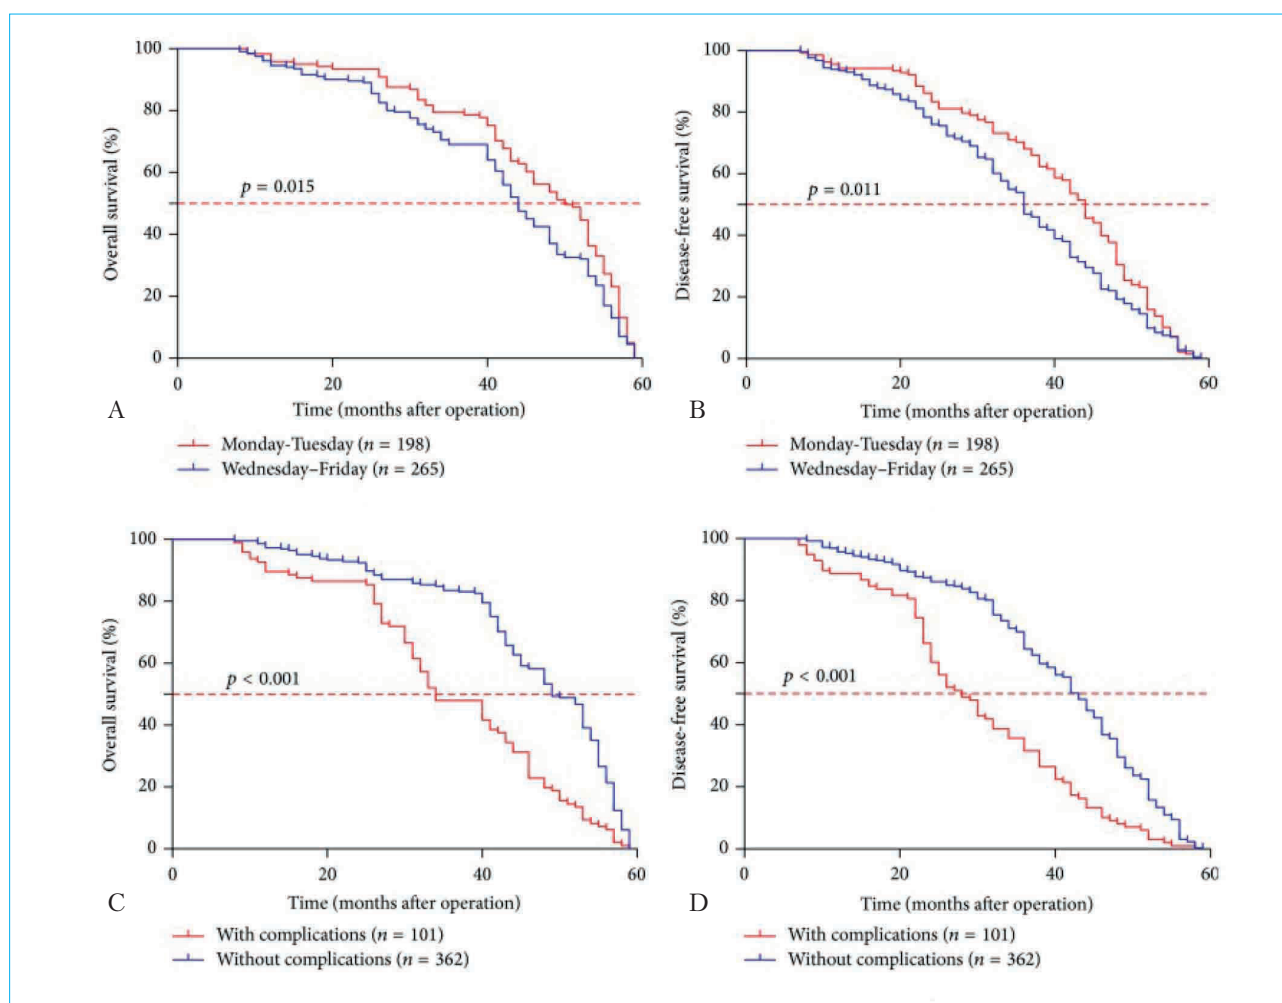 100
80
60
40
20
0
Overall survival (%)
p = 0.015
0 20 40 60
Time (months after operation)
A
Monday-Tuesday (n = 198)
Wednesday–Friday (n = 265)
100
80
60
40
20
0
Disease-free survival (%)
p = 0.011
0 20 40 60
Time (months after operation)
B
Monday-Tuesday (n = 198)
Wednesday–Friday (n = 265)
100
80
60
40
20
0
Overall survival (%)
p < 0.001
0 20 40 60
Time (months after operation)
C
With complications (n = 101)
Without complications (n = 362)
100
80
60
40
20
0
Disease-free survival (%)
p < 0.001
0 20 40 60
Time (months after operation)
D
With complications (n = 101)
Without complications (n = 362)